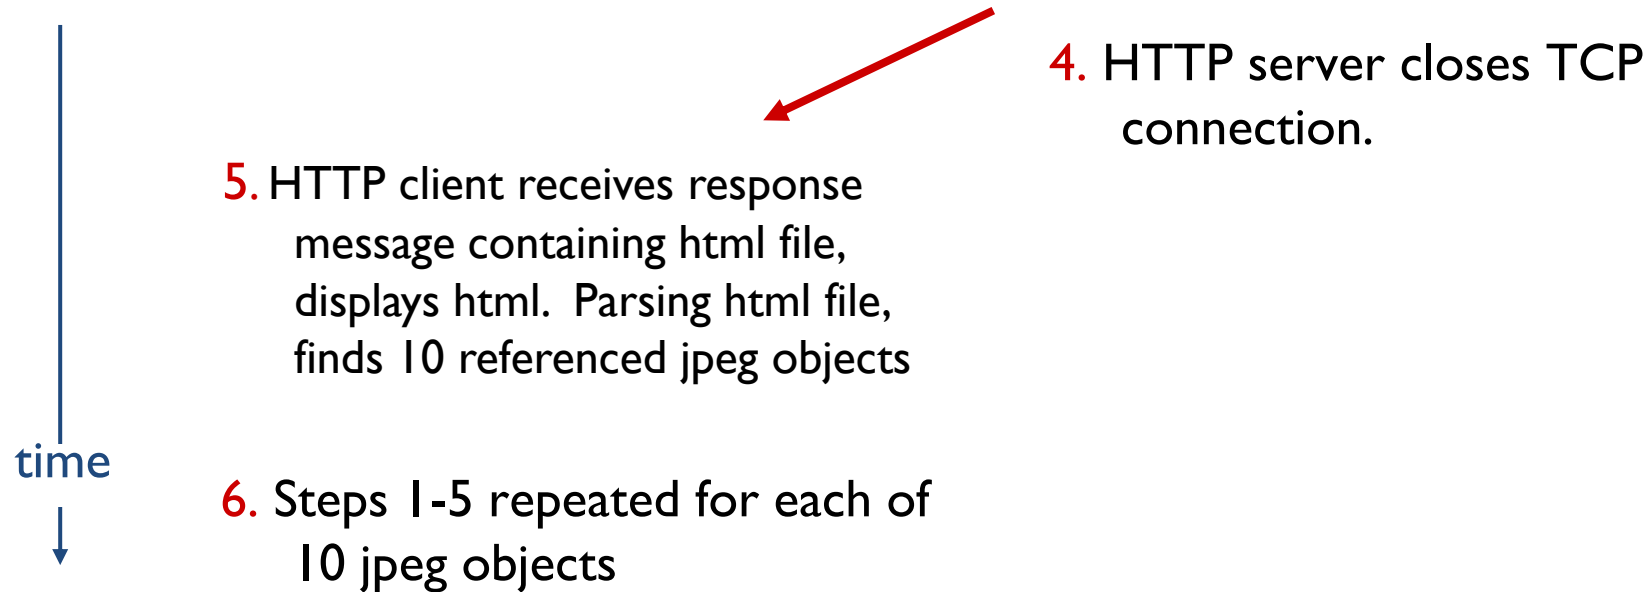 4. HTTP server closes TCP
connection.
5. HTTP client receives response
message containing html file,
displays html. Parsing html file,
finds 10 referenced jpeg objects
time
6. Steps 1-5 repeated for each of
10 jpeg objects